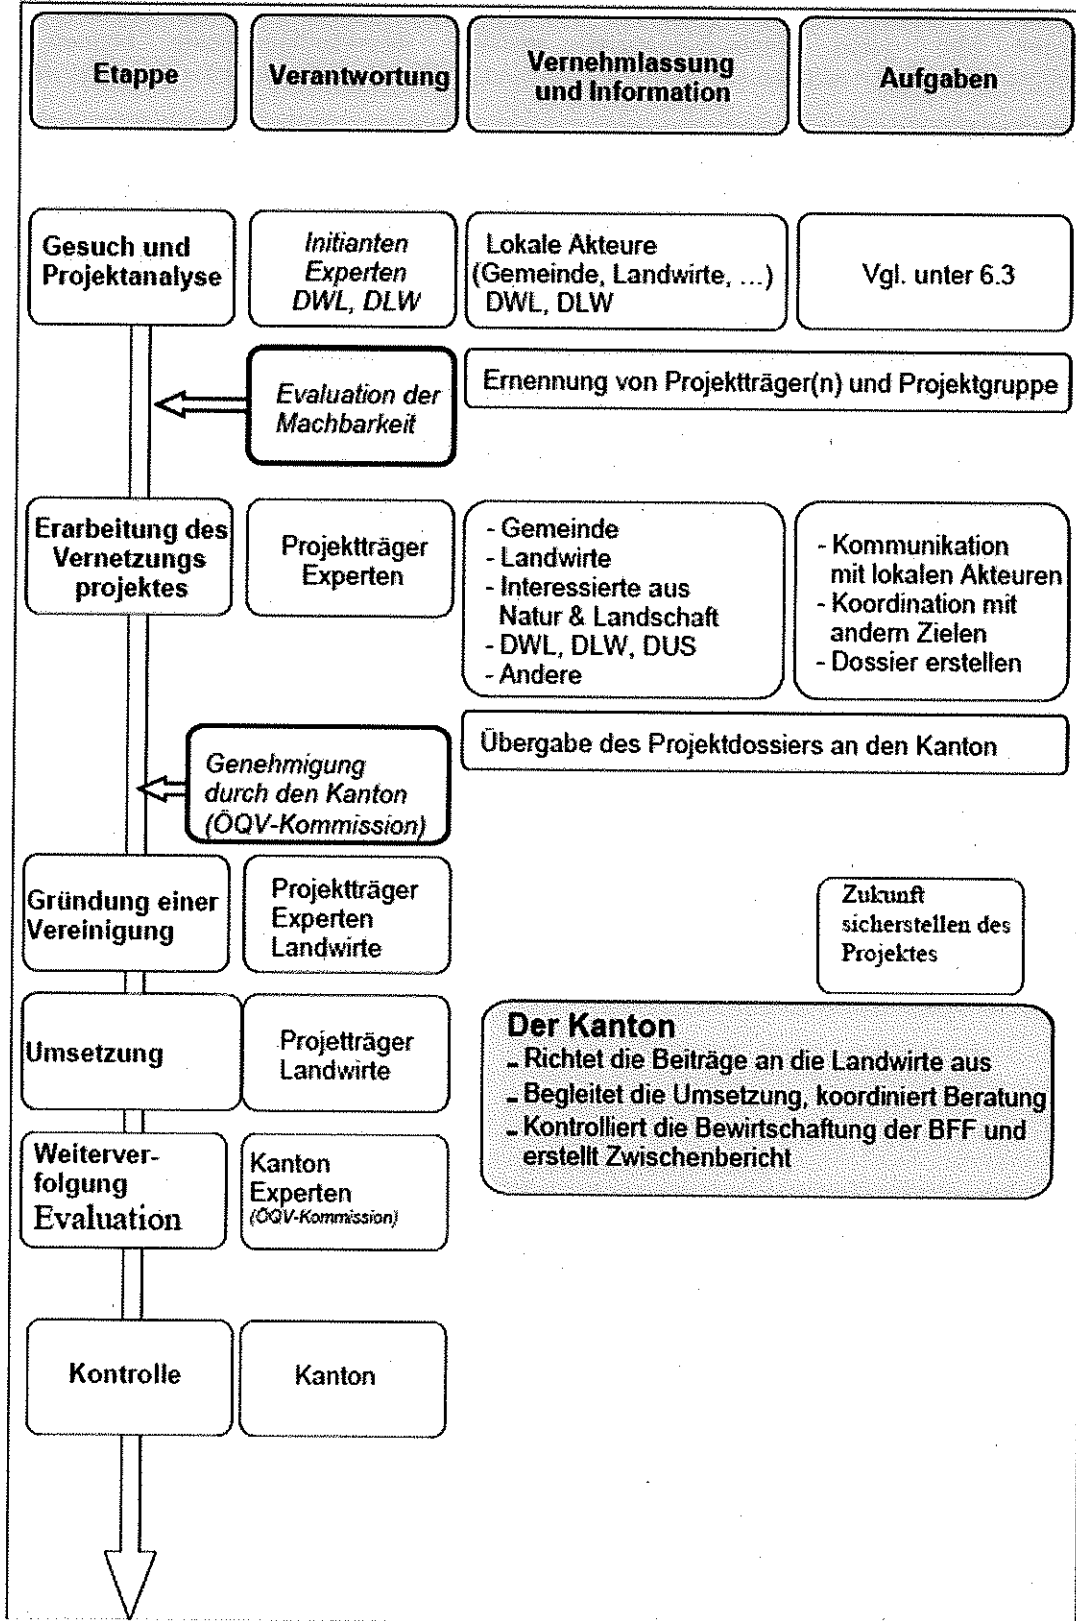 Etappe
Verantwortung
Vernehmlassung
und Information
Aufgaben
Gesuch und
Projektanalyse
Initianten
Experten
DWL, DLW
Lokale Akteure
(Gemeinde, Landwirte, ...)
DWL, DLW
Vgl. unter 6.3
Evaluation der
Machbarkeit
Ernennung von Projektträger(n) und Projektgruppe
Erarbeitung des
Vernetzungs
projektes
Projektträger
Experten
- Gemeinde
- Landwirte
- Interessierte aus
Natur & Landschaft
- DWL, DLW, DUS
- Andere
- Kommunikation
mit lokalen Akteuren
- Koordination mit
andern Zielen
- Dossier erstellen
Übergabe des Projektdossiers an den Kanton
Genehmigung
durch den Kanton
(ÖQV-Kommission)
Gründung einer
Vereinigung
Projektträger
Experten
Landwirte
Zukunft
sicherstellen des
Projektes
Umsetzung
Projetträger
Landwirte
Der Kanton
- Richtet die Beiträge an die Landwirte aus
- Begleitet die Umsetzung, koordiniert Beratung
- Kontrolliert die Bewirtschaftung der BFF und
erstellt Zwischenbericht
Weiterver-
folgung
Evaluation
Kanton
Experten
(ÖQV-Kommission)
Kontrolle
Kanton